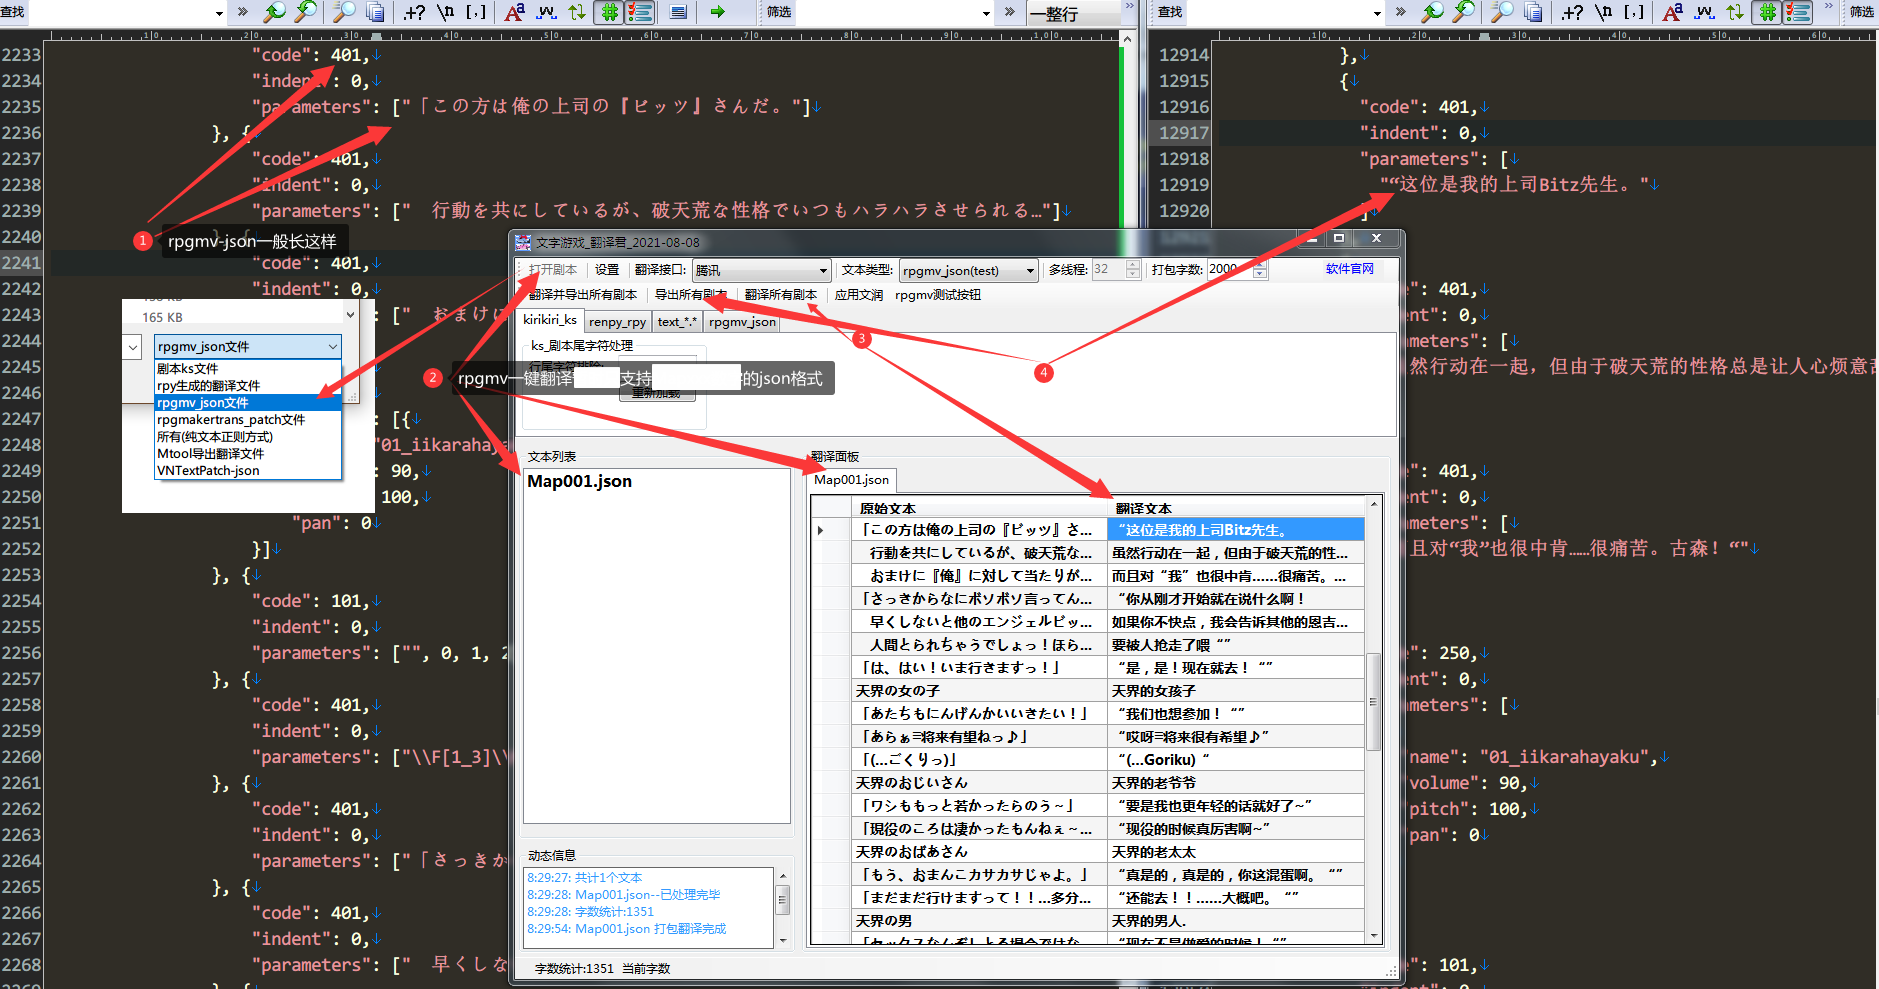 查找
.+? \n [,]
筛选
一整行
查找
.+? \n [,]
筛选
2233 "code": 401,
2234 "indent": 0,
2235 "parameters": ["「この方は俺の上司の『ビッツ』さんだ。"]
2236 }, {
2237 "code": 401,
2238 "indent": 0,
2239 "parameters": ["　行動を共にしているが、破天荒な性格でいつもハラハラさせられる…"]
2240
2241 "code": 401,
2242 "indent": 0,
2243 ["　おまけに
2244
2245
2246
2247 [{
2248 "01_iikarahaya
2249 90,
2250 100,
2251 "pan": 0
2252 }]
2253 }, {
2254 "code": 101,
2255 "indent": 0,
2256 "parameters": ["", 0, 1, 2
2257 }, {
2258 "code": 401,
2259 "indent": 0,
2260 "parameters": ["\\F[1_3]\
2261 }, {
2262 "code": 401,
2263 "indent": 0,
2264 "parameters": ["「さっきか
2265 }, {
2266 "code": 401,
2267 "indent": 0,
2268 "parameters": ["　早くしな
1 rpgmv-json一般长这样
165 KB
rpgmv_json文件
剧本ks文件
rpy生成的翻译文件
rpgmv_json文件
rpgmakertrans_patch文件
所有(纯文本正则方式)
Mtool导出翻译文件
VNTextPatch-json
文字游戏_翻译君_2021-08-08
打开剧本 设置 翻译接口: 腾讯 文本类型: rpgmv_json(test) 多线程: 32 打包字数: 2000 软件官网
翻译并导出所有剧本 导出所有剧本 翻译所有剧本 应用文润 rpgmv测试按钮
kirikiri_ks renpy_rpy text_*.* rpgmv_json
ks_剧本尾字符处理
2 rpgmv一键翻译 支持 的json格式
重新加载
3
4
文本列表
Map001.json
翻译面板
Map001.json
原始文本 翻译文本
「この方は俺の上司の『ビッツ』さ... “这位是我的上司Bitz先生。
行動を共にしているが、破天荒な... 虽然行动在一起，但由于破天荒的性...
おまけに『俺』に対して当たりが... 而且对“我”也很中肯……很痛苦。...
「さっきからなにボソボソ言ってん... “你从刚才开始就在说什么啊！
早くしないと他のエンジェルビッ... 如果你不快点，我会告诉其他的恩吉...
人間とられちゃうでしょっ！ほら... 要被人抢走了喂“”
「は、はい！いま行きますっ！」 “是，是！现在就去！“”
天界の女の子 天界的女孩子
「あたちもにんげんかいいきたい！」 “我们也想参加！“”
「あらぁ≡将来有望ねっ♪」 “哎呀≡将来很有希望♪”
「(…ごくりっ)」 “(...Goriku) “
天界のおじいさん 天界的老爷爷
「ワシももっと若かったらのう～」 “要是我也更年轻的话就好了~”
「現役のころは凄かったもんねぇ～... “现役的时候真厉害啊~”
天界のおばあさん 天界的老太太
「もう、おまんこカサカサじゃよ。」 “真是的，真是的，你这混蛋啊。“”
「まだまだ行けますって！！...多分... “还能去！！……大概吧。“”
天界の男 天界的男人.
动态信息
8:29:27: 共计1个文本
8:29:28: Map001.json--已处理完毕
8:29:28: 字数统计:1351
8:29:54: Map001.json 打包翻译完成
字数统计:1351 当前字数
12914 },
12915 {
12916 "code": 401,
12917 "indent": 0,
12918 "parameters": [
12919 "“这位是我的上司Bitz先生。"
12920 ]
": 401,
ent": 0,
ameters": [
然行动在一起，但由于破天荒的性格总是让人心烦意乱
": 401,
ent": 0,
meters": [
且对“我”也很中肯……很痛苦。古森！“"
": 250,
ent": 0,
ameters": [
name": "01_iikarahayaku",
volume": 90,
pitch": 100,
pan": 0
": 101,